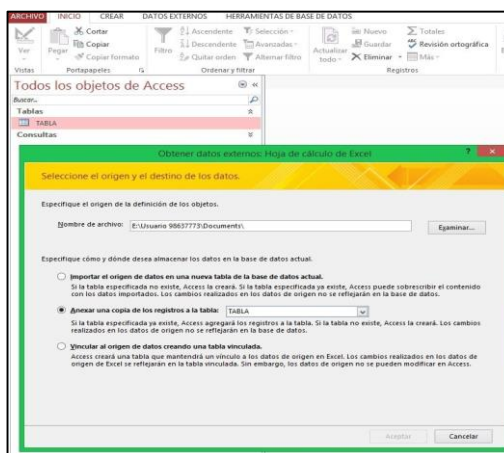 ARCHIVO INICIO CREAR DATOS EXTERNOS HERRAMIENTAS DE BASE DE DATOS
Ver
Pegar
Cortar
Copiar
Copiar formato
Filtro
Ascendente
Descendente
Quitar orden
Selección
Avanzadas
Alternar filtro
Actualizar todo
Nuevo
Guardar
Eliminar
Totales
Revisión ortográfica
Más
Vistas Portapapeles Ordenar y filtrar Registros
Todos los objetos de Access
Buscar..
Tablas
TABLA
Consultas
Obtener datos externos: Hoja de cálculo de Excel
Seleccione el origen y el destino de los datos.
Especifique el origen de la definición de los objetos.
Nombre de archivo: E:\Usuario 98637773\Documents\ Examinar...
Especifique cómo y dónde desea almacenar los datos en la base de datos actual.
Importar el origen de datos en una nueva tabla de la base de datos actual.
Si la tabla especificada no existe, Access la creará. Si la tabla especificada ya existe, Access puede sobrescribir el contenido
con los datos importados. Los cambios realizados en los datos de origen no se reflejarán en la base de datos.
Anexar una copia de los registros a la tabla: TABLA
Si la tabla especificada ya existe, Access agregará los registros a la tabla. Si la tabla no existe, Access la creará. Los cambios
realizados en los datos de origen no se reflejarán en la base de datos.
Vincular al origen de datos creando una tabla vinculada.
Access creará una tabla que mantendrá un vínculo a los datos de origen en Excel. Los cambios realizados en los datos de
origen de Excel se reflejarán en la tabla vinculada. Sin embargo, los datos de origen no se pueden modificar en Access.
Aceptar Cancelar